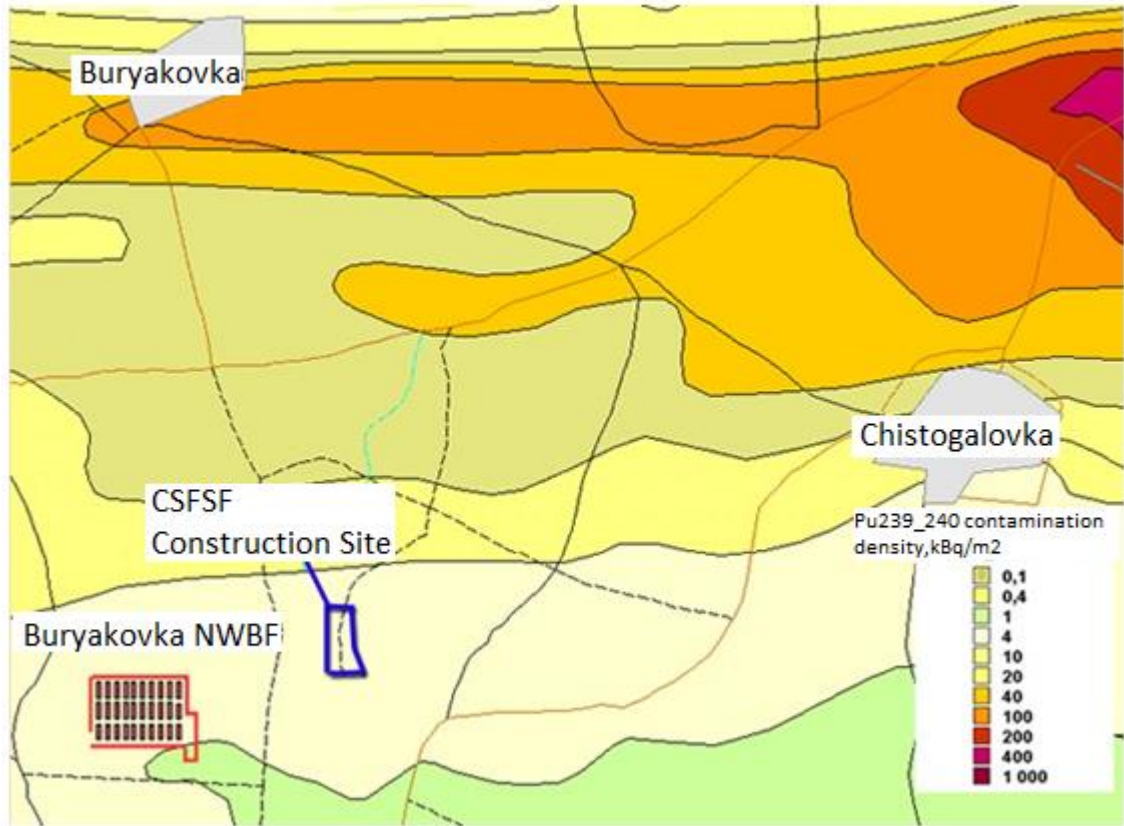 Buryakovka
Chistogalovka
CSFSF
Construction Site
Buryakovka NWBF
Pu239_240 contamination
density,kBq/m2
0,1
0,4
1
4
10
20
40
100
200
400
1 000